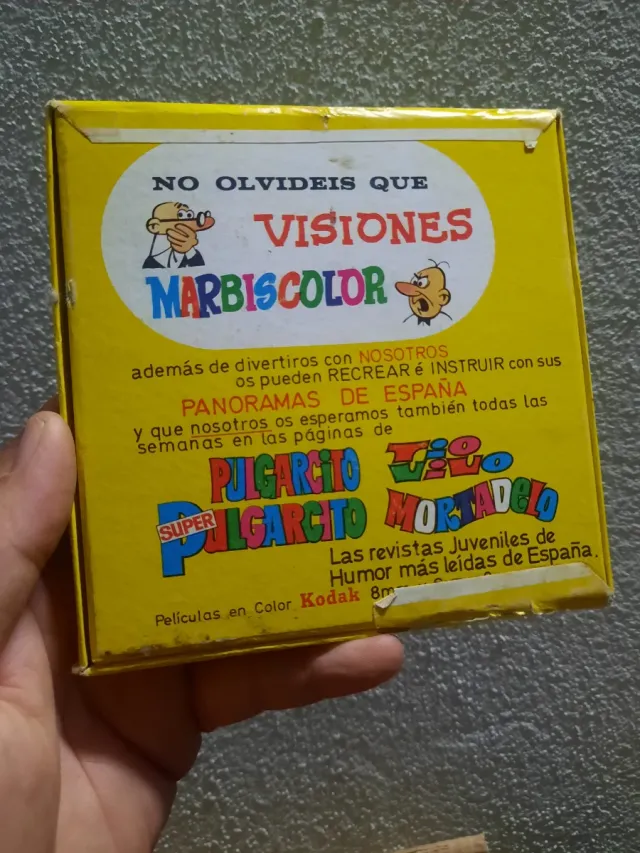 NO OLVIDEIS QUE
VISIONES
MARBISCOLOR
además de divertiros con NOSOTROS
os pueden RECREAR é INSTRUIR con sus
PANORAMAS DE ESPAÑA
y que nosotros os esperamos también todas las
semanas en las páginas de
PULGARCITO
TIO VIVO
SUPER PULGARCITO
MORTADELO
Las revistas Juveniles de
Humor más leídas de España.
Películas en Color Kodak